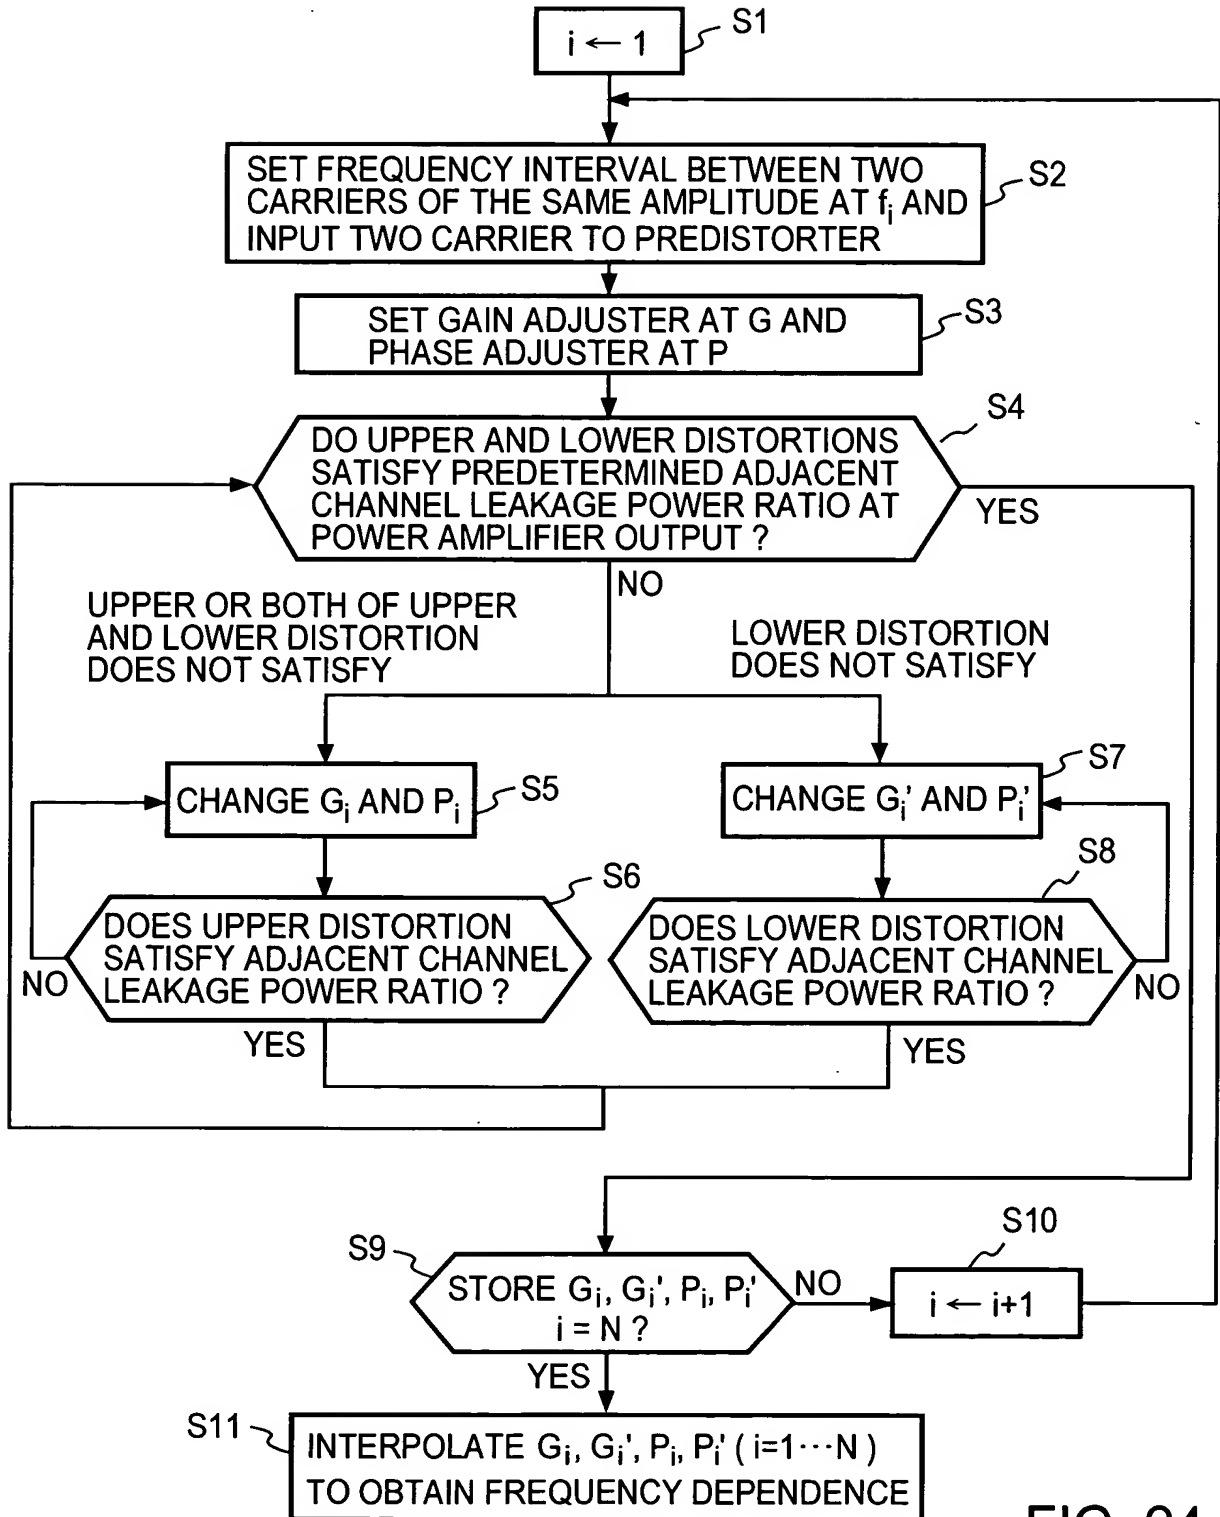 S1
i ← 1
SET FREQUENCY INTERVAL BETWEEN TWO
CARRIERS OF THE SAME AMPLITUDE AT fi AND
INPUT TWO CARRIER TO PREDISTORTER
S2
SET GAIN ADJUSTER AT G AND
PHASE ADJUSTER AT P
S3
S4
DO UPPER AND LOWER DISTORTIONS
SATISFY PREDETERMINED ADJACENT
CHANNEL LEAKAGE POWER RATIO AT
POWER AMPLIFIER OUTPUT ?
YES
NO
UPPER OR BOTH OF UPPER
AND LOWER DISTORTION
DOES NOT SATISFY
LOWER DISTORTION
DOES NOT SATISFY
CHANGE Gi AND Pi
S5
CHANGE Gi' AND Pi'
S7
S6
DOES UPPER DISTORTION
SATISFY ADJACENT CHANNEL
LEAKAGE POWER RATIO ?
NO
YES
S8
DOES LOWER DISTORTION
SATISFY ADJACENT CHANNEL
LEAKAGE POWER RATIO ?
NO
YES
S9
STORE Gi, Gi', Pi, Pi'
i = N ?
NO
S10
i ← i+1
YES
S11
INTERPOLATE Gi, Gi', Pi, Pi' ( i=1···N )
TO OBTAIN FREQUENCY DEPENDENCE